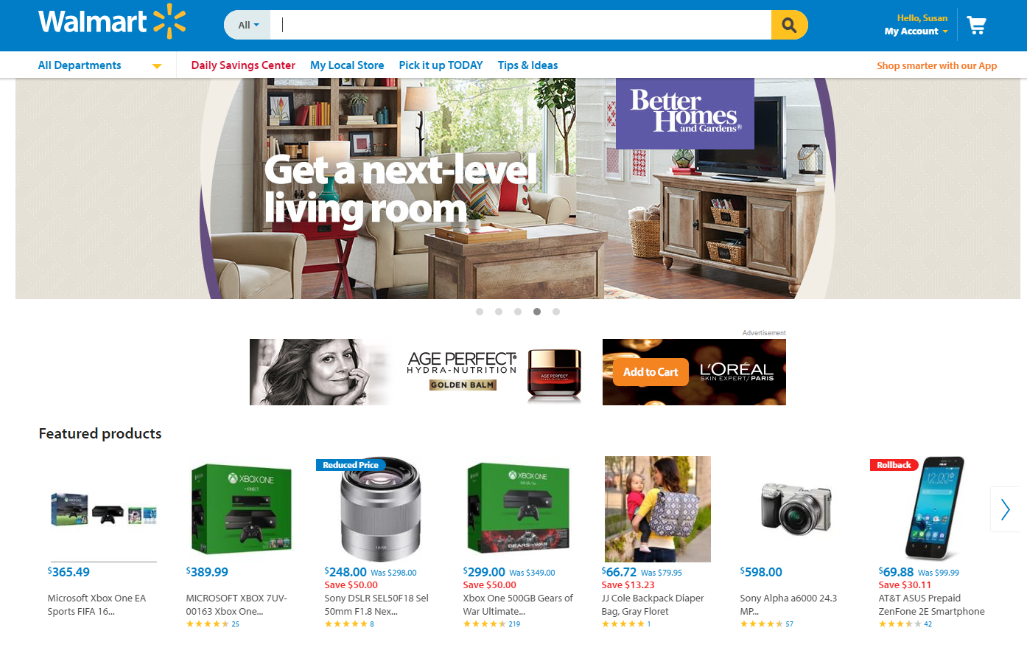 Walmart
All
Hello, Susan
My Account
All Departments
Daily Savings Center
My Local Store
Pick it up TODAY
Tips & Ideas
Shop smarter with our App
Better
Homes
and Gardens®
Get a next-level
living room
Advertisement
AGE PERFECT®
HYDRA-NUTRITION
GOLDEN BALM
AGE PERFECT
Add to Cart
L'ORÉAL
SKIN EXPERT/PARIS
Featured products
XBOX ONE
+ KINECT
Reduced Price
XBOX ONE
GEARS OF WAR
Rollback
$365.49
Microsoft Xbox One EA
Sports FIFA 16...
$389.99
MICROSOFT XBOX 7UV-
00163 Xbox One...
25
$248.00 Was $298.00
Save $50.00
Sony DSLR SEL50F18 Sel
50mm F1.8 Nex...
8
$299.00 Was $349.00
Save $50.00
Xbox One 500GB Gears of
War Ultimate...
219
$66.72 Was $79.95
Save $13.23
JJ Cole Backpack Diaper
Bag, Gray Floret
1
$598.00
Sony Alpha a6000 24.3
MP...
57
$69.88 Was $99.99
Save $30.11
AT&T ASUS Prepaid
ZenFone 2E Smartphone
42